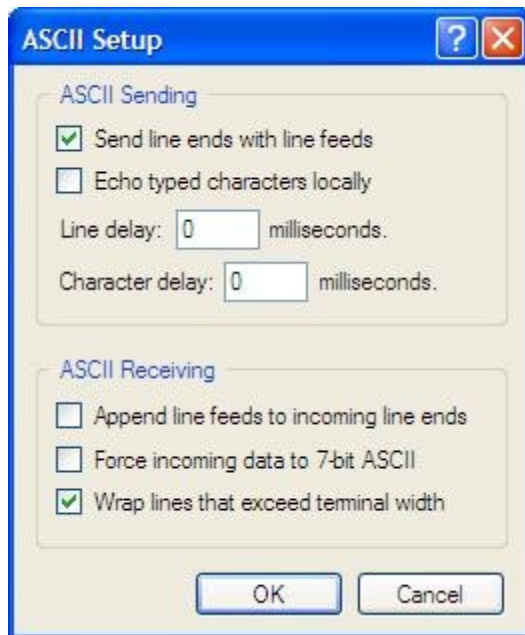 ASCII Setup
ASCII Sending
Send line ends with line feeds
Echo typed characters locally
Line delay: 0 milliseconds.
Character delay: 0 milliseconds.
ASCII Receiving
Append line feeds to incoming line ends
Force incoming data to 7-bit ASCII
Wrap lines that exceed terminal width
OK Cancel